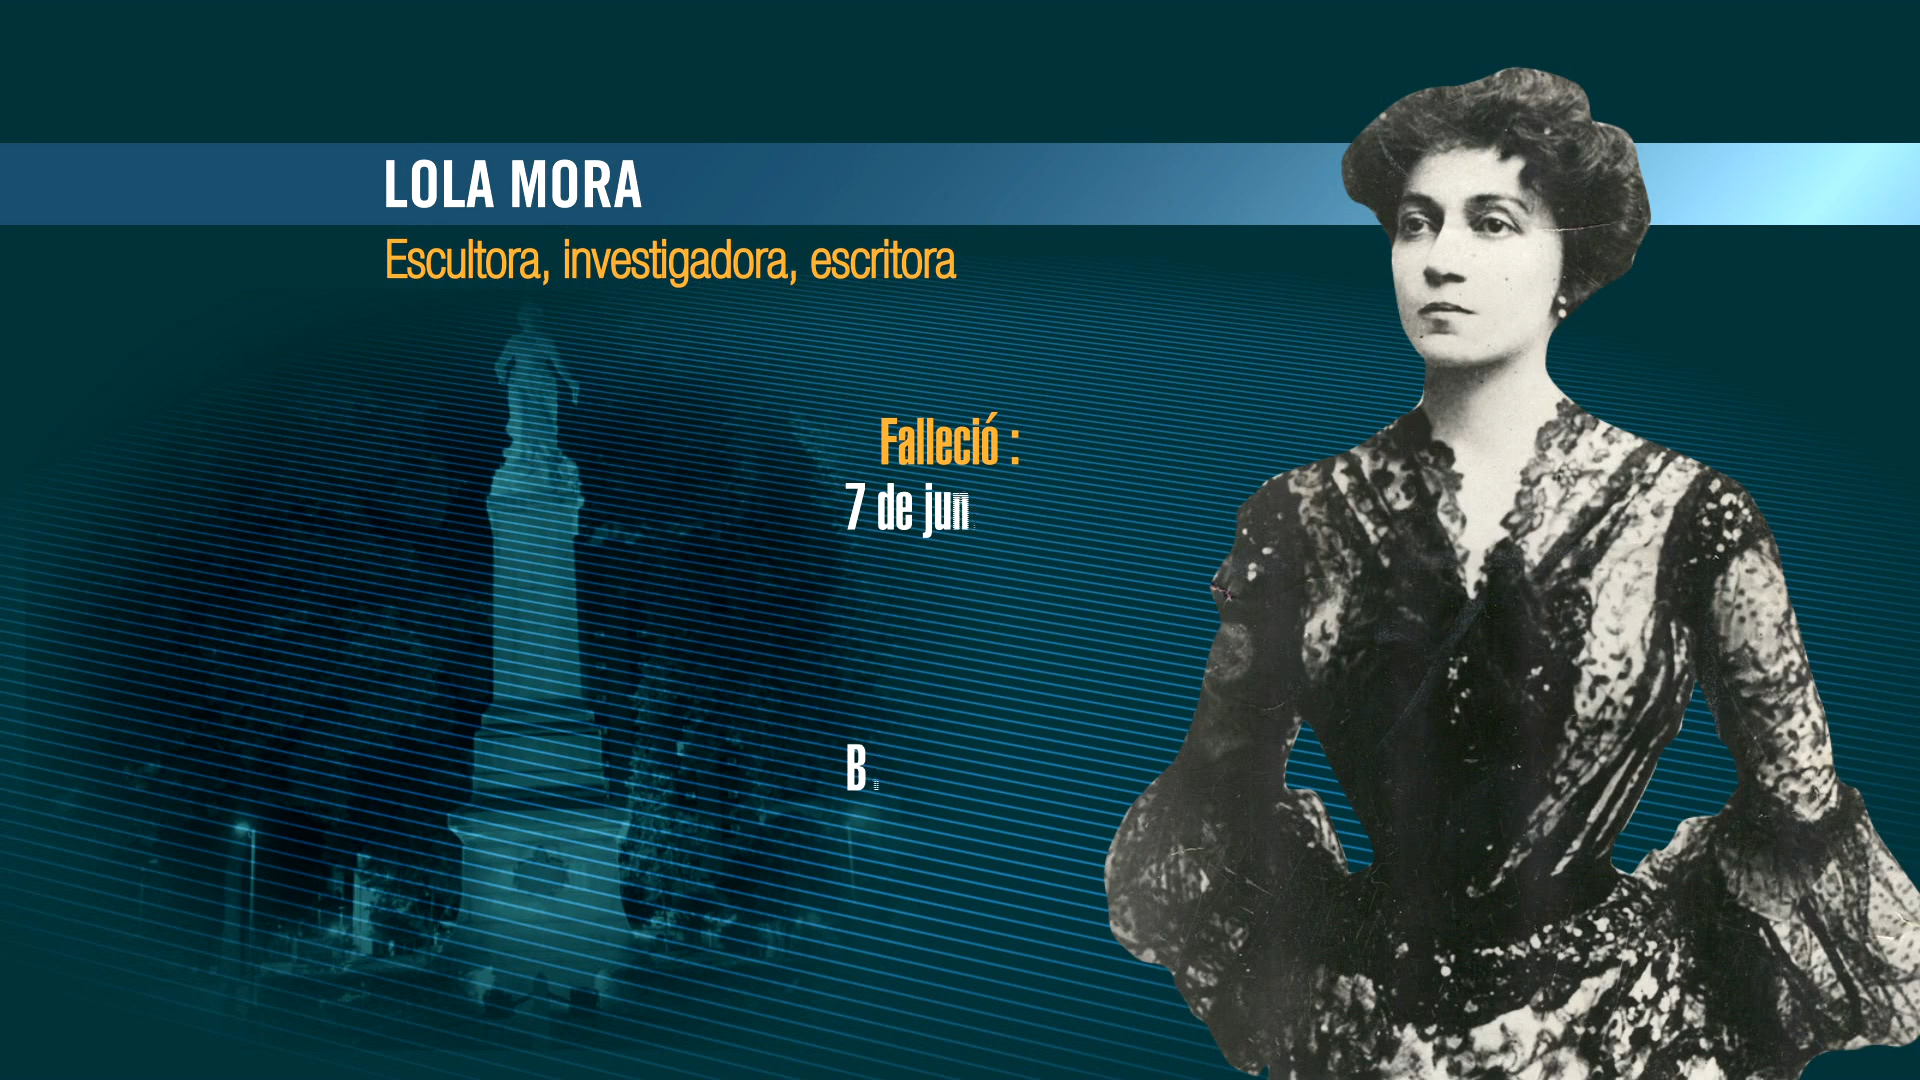 LOLA MORA
Escultora, investigadora, escritora
Falleció :
7 de jun
B